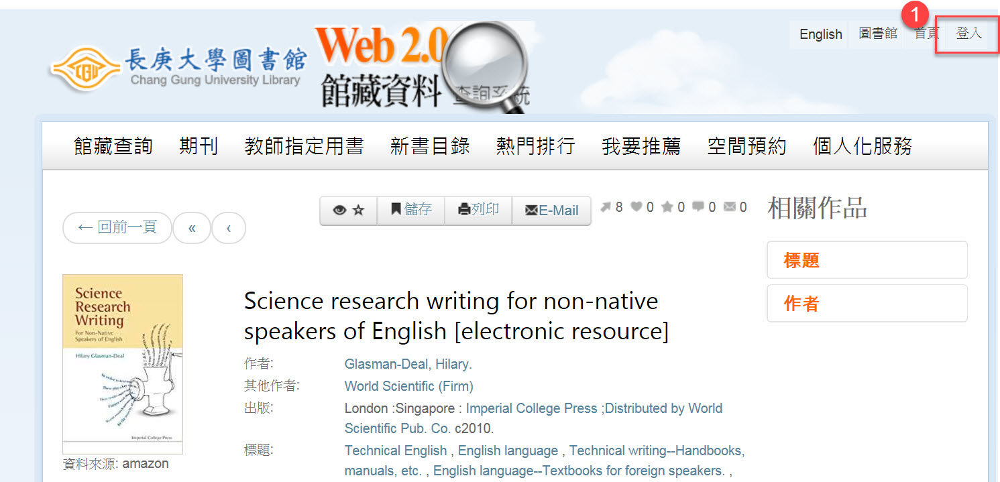 1
English 圖書館 首頁 登入
CGU 長庚大學圖書館
Chang Gung University Library
Web 2.0
館藏資料查詢系統
館藏查詢 期刊 教師指定用書 新書目錄 熱門排行 我要推薦 空間預約 個人化服務
← 回前一頁 « ‹
儲存 列印 E-Mail 8 0 0 0 0
相關作品
標題
作者
Science
Research
Writing
For Non-Native
Speakers of English
Hilary Glasman-Deal
Imperial College Press
資料來源: amazon
Science research writing for non-native
speakers of English [electronic resource]
作者: Glasman-Deal, Hilary.
其他作者: World Scientific (Firm)
出版: London :Singapore : Imperial College Press ;Distributed by World
Scientific Pub. Co. c2010.
標題: Technical English , English language , Technical writing--Handbooks,
manuals, etc. , English language--Textbooks for foreign speakers. ,